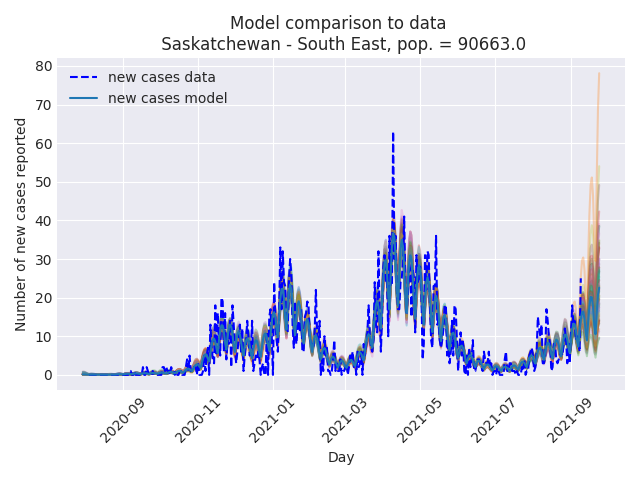 Model comparison to data
Saskatchewan - South East, pop. = 90663.0
new cases data
new cases model
Number of new cases reported
80
70
60
50
40
30
20
10
0
2020-09
2020-11
2021-01
2021-03
2021-05
2021-07
2021-09
Day